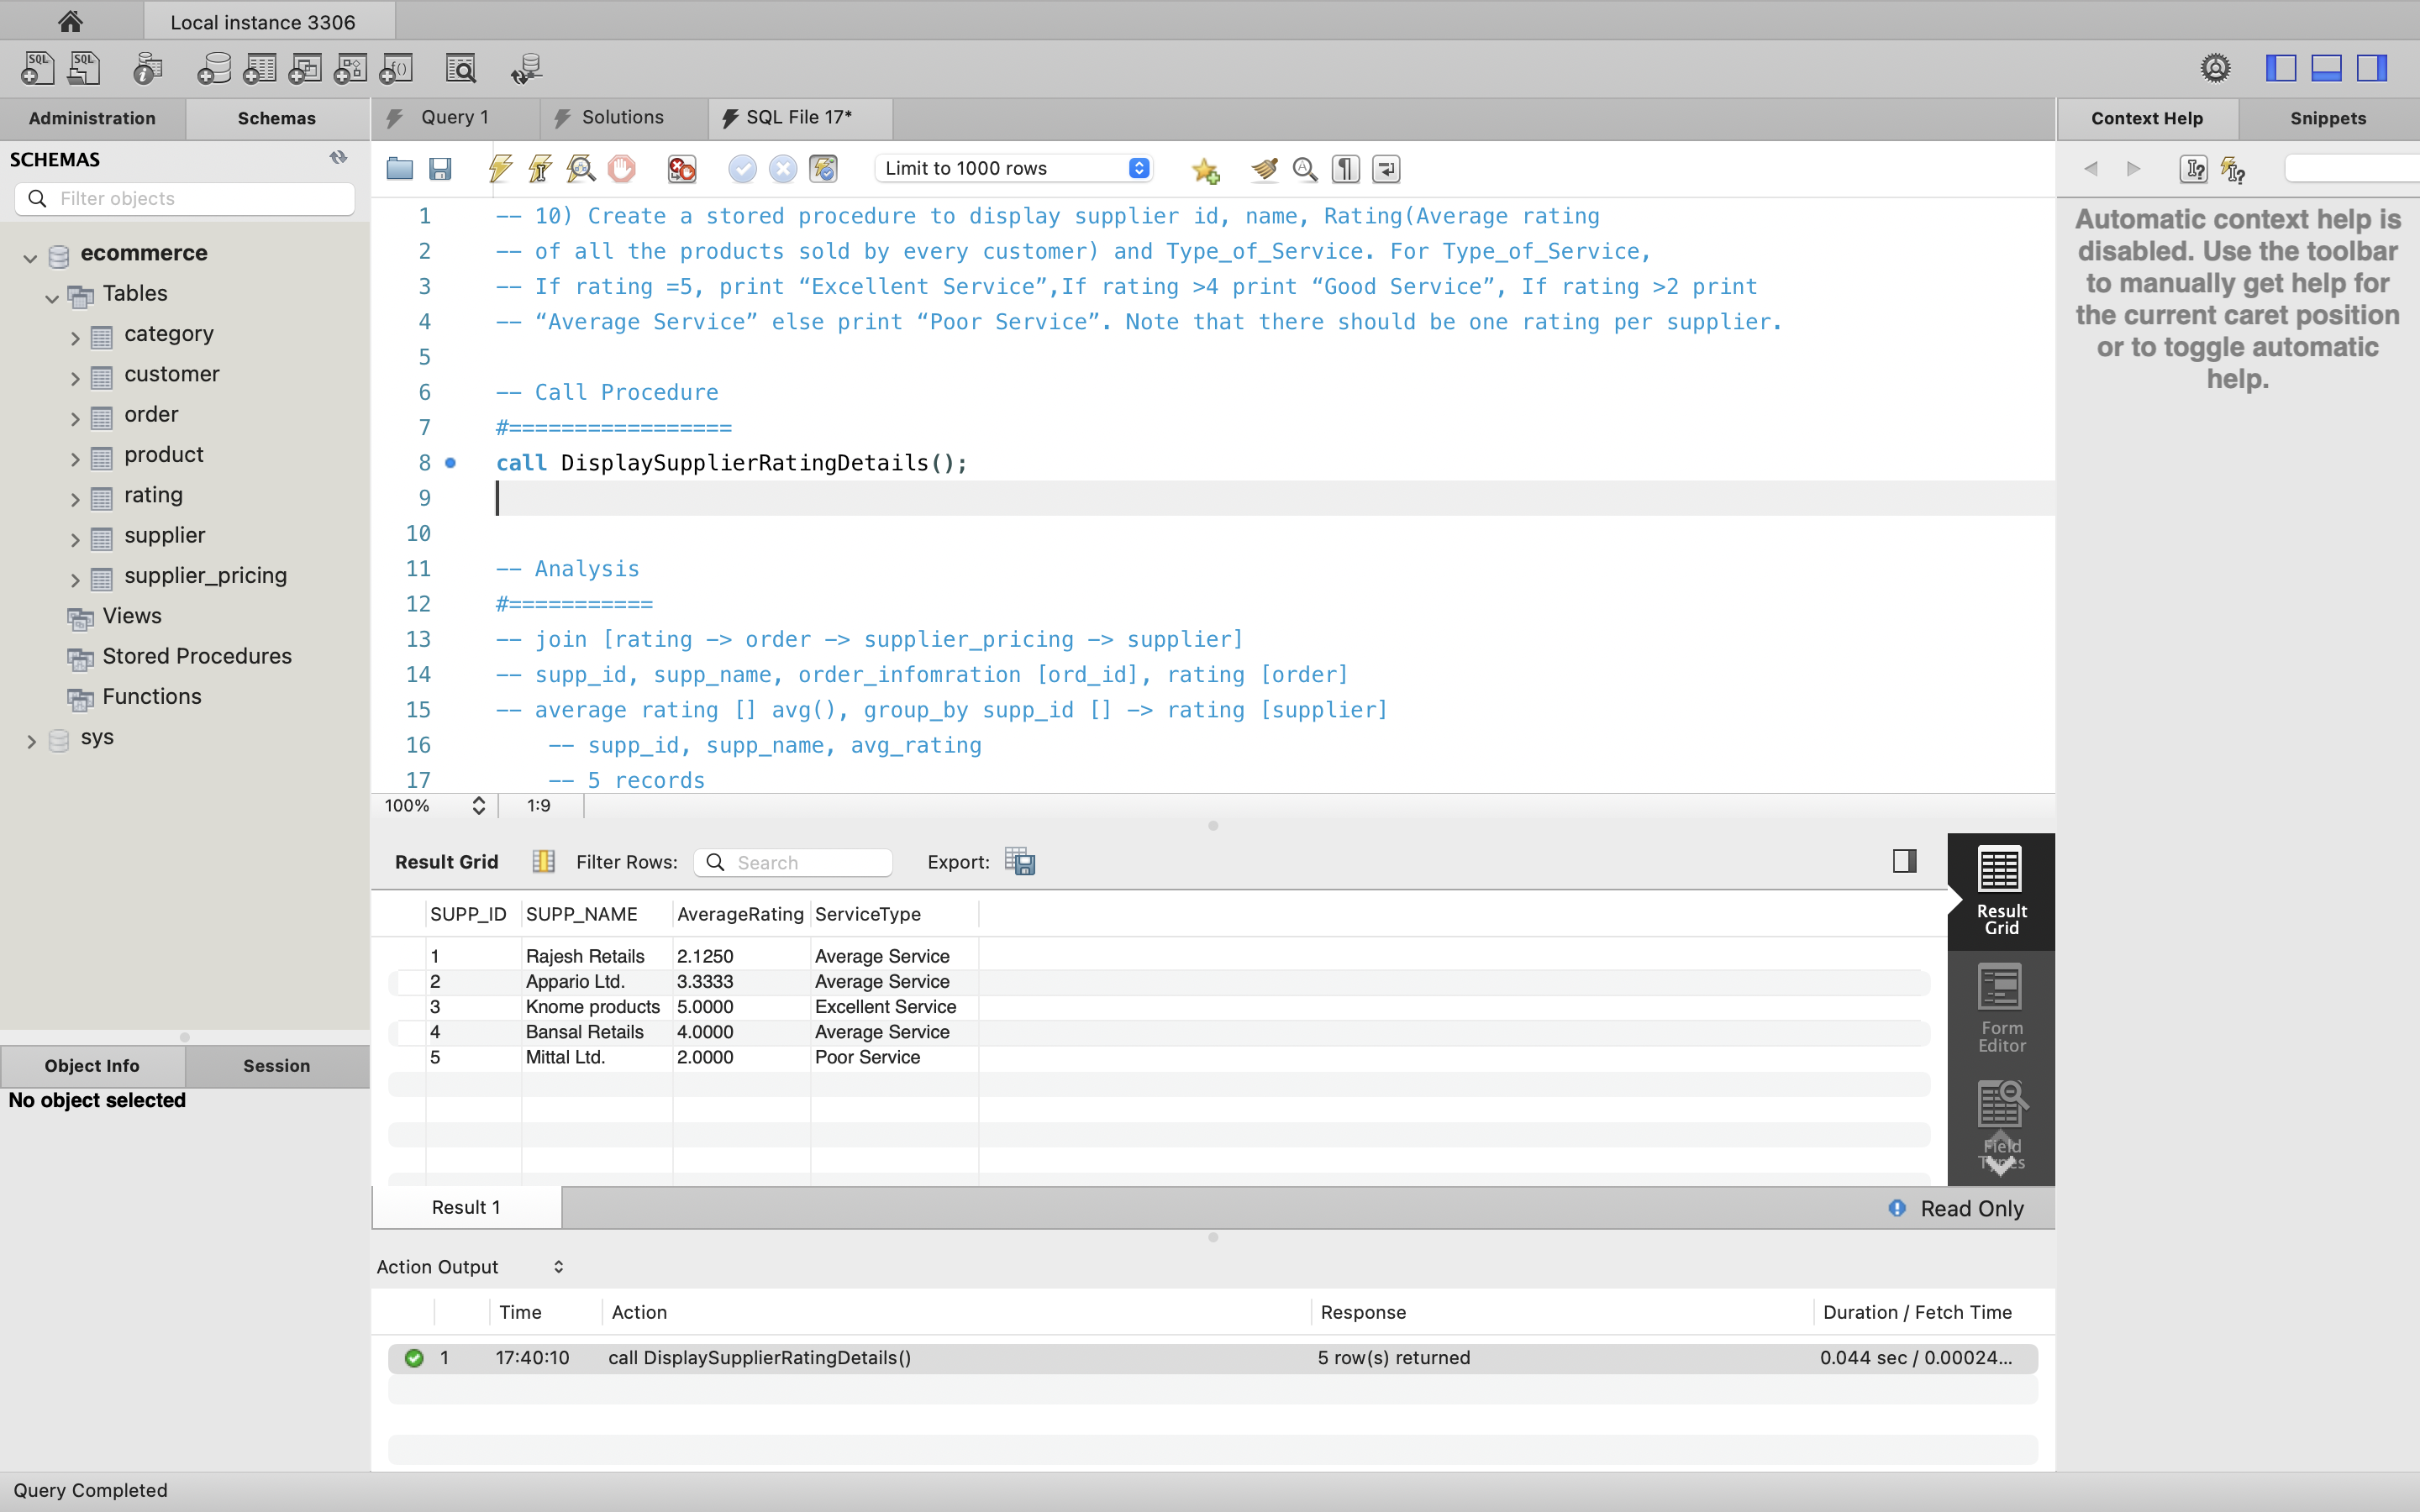 Local instance 3306
SQL SQL
Administration Schemas
Query 1 Solutions SQL File 17*
Context Help Snippets
SCHEMAS
Filter objects
Limit to 1000 rows
ecommerce
Tables
category
customer
order
product
rating
supplier
supplier_pricing
Views
Stored Procedures
Functions
sys
Object Info Session
No object selected
1 -- 10) Create a stored procedure to display supplier id, name, Rating(Average rating
2 -- of all the products sold by every customer) and Type_of_Service. For Type_of_Service,
3 -- If rating =5, print “Excellent Service”,If rating >4 print “Good Service”, If rating >2 print
4 -- “Average Service” else print “Poor Service”. Note that there should be one rating per supplier.
5
6 -- Call Procedure
7 #=================
8 call DisplaySupplierRatingDetails();
9
10
11 -- Analysis
12 #===========
13 -- join [rating -> order -> supplier_pricing -> supplier]
14 -- supp_id, supp_name, order_infomration [ord_id], rating [order]
15 -- average rating [] avg(), group_by supp_id [] -> rating [supplier]
16 -- supp_id, supp_name, avg_rating
17 -- 5 records
100% 1:9
Automatic context help is
disabled. Use the toolbar
to manually get help for
the current caret position
or to toggle automatic
help.
Result Grid Filter Rows: Search Export:
SUPP_ID SUPP_NAME AverageRating ServiceType
1 Rajesh Retails 2.1250 Average Service
2 Appario Ltd. 3.3333 Average Service
3 Knome products 5.0000 Excellent Service
4 Bansal Retails 4.0000 Average Service
5 Mittal Ltd. 2.0000 Poor Service
Result
Grid
Form
Editor
Field
Types
Result 1 Read Only
Action Output
Time Action Response Duration / Fetch Time
1 17:40:10 call DisplaySupplierRatingDetails() 5 row(s) returned 0.044 sec / 0.00024...
Query Completed